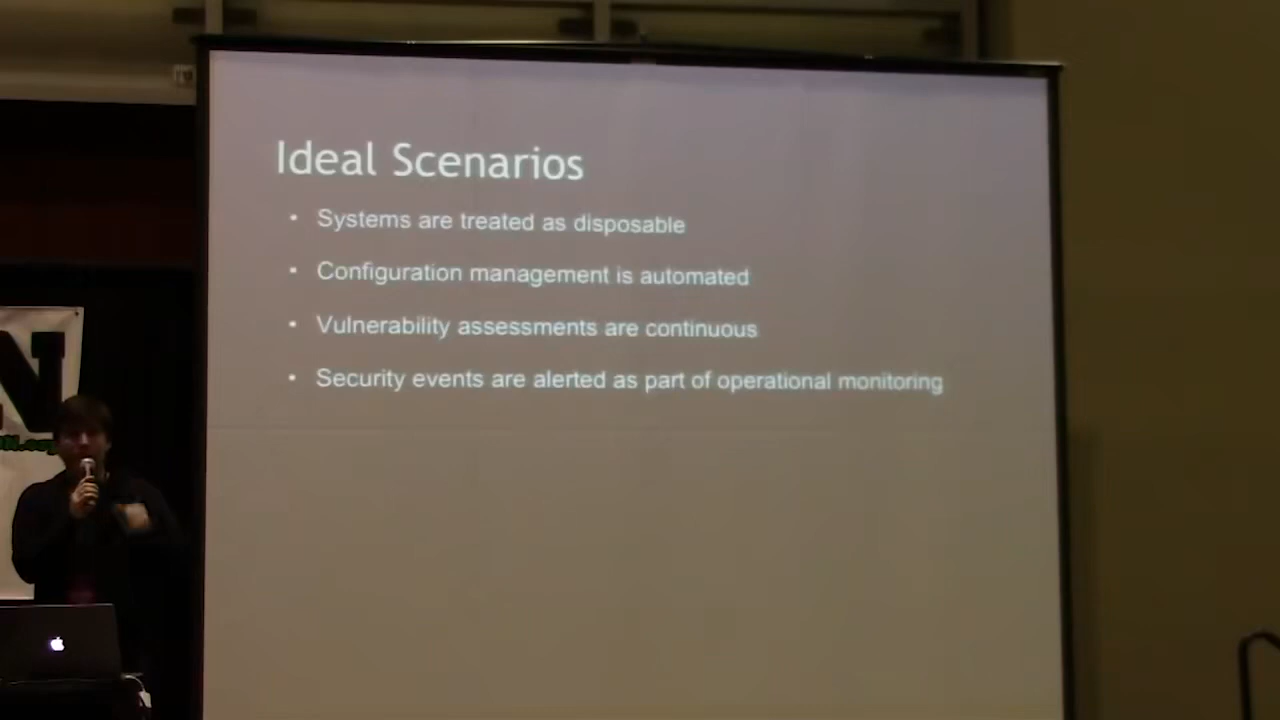 Ideal Scenarios
• Systems are treated as disposable
• Configuration management is automated
• Vulnerability assessments are continuous
• Security events are alerted as part of operational monitoring
N